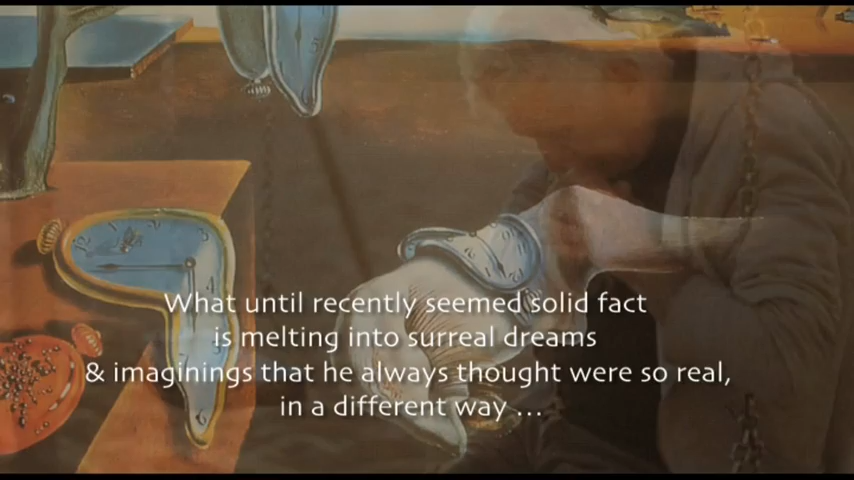 What until recently seemed solid fact
is melting into surreal dreams
& imaginings that he always thought were so real,
in a different way ...